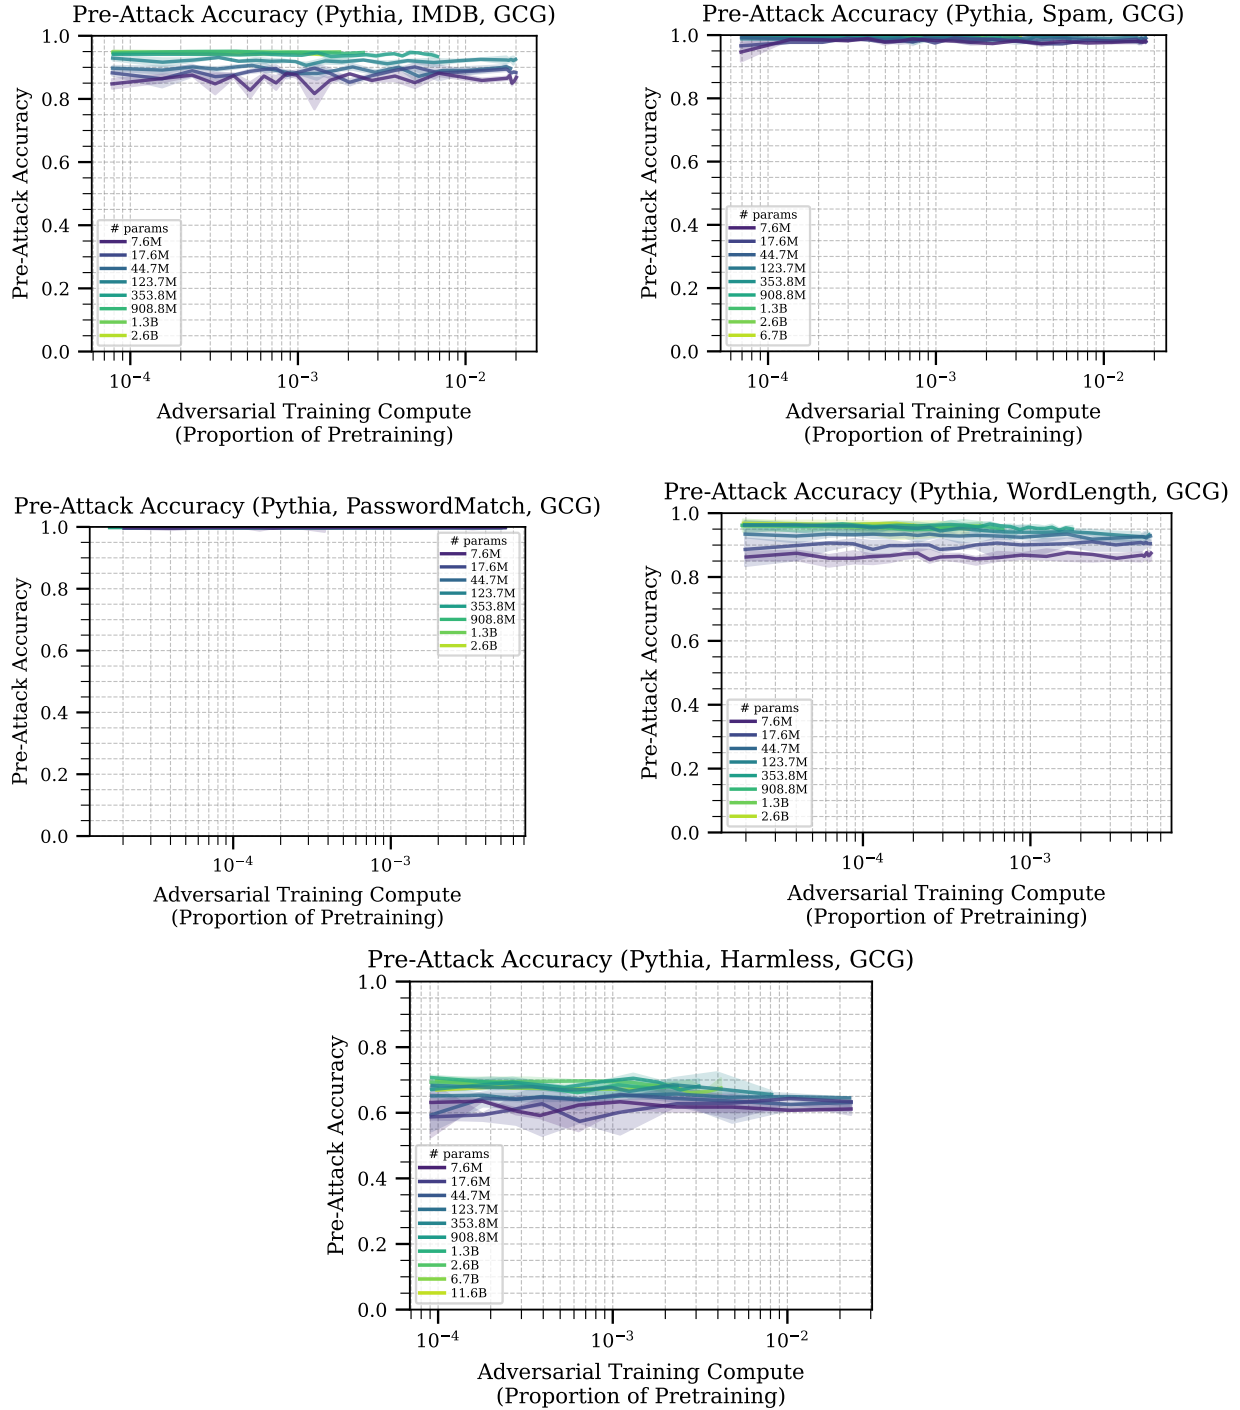 Pre-Attack Accuracy (Pythia, IMDB, GCG)
Pre-Attack Accuracy
1.0
0.8
0.6
0.4
0.2
0.0
# params
7.6M
17.6M
44.7M
123.7M
353.8M
908.8M
1.3B
2.6B
10⁻⁴
10⁻³
10⁻²
Adversarial Training Compute
(Proportion of Pretraining)
Pre-Attack Accuracy (Pythia, Spam, GCG)
Pre-Attack Accuracy
1.0
0.8
0.6
0.4
0.2
0.0
# params
7.6M
17.6M
44.7M
123.7M
353.8M
908.8M
1.3B
2.6B
6.7B
10⁻⁴
10⁻³
10⁻²
Adversarial Training Compute
(Proportion of Pretraining)
Pre-Attack Accuracy (Pythia, PasswordMatch, GCG)
Pre-Attack Accuracy
1.0
0.8
0.6
0.4
0.2
0.0
# params
7.6M
17.6M
44.7M
123.7M
353.8M
908.8M
1.3B
2.6B
10⁻⁴
10⁻³
Adversarial Training Compute
(Proportion of Pretraining)
Pre-Attack Accuracy (Pythia, WordLength, GCG)
Pre-Attack Accuracy
1.0
0.8
0.6
0.4
0.2
0.0
# params
7.6M
17.6M
44.7M
123.7M
353.8M
908.8M
1.3B
2.6B
10⁻⁴
10⁻³
Adversarial Training Compute
(Proportion of Pretraining)
Pre-Attack Accuracy (Pythia, Harmless, GCG)
Pre-Attack Accuracy
1.0
0.8
0.6
0.4
0.2
0.0
# params
7.6M
17.6M
44.7M
123.7M
353.8M
908.8M
1.3B
2.6B
6.7B
11.6B
10⁻⁴
10⁻³
10⁻²
Adversarial Training Compute
(Proportion of Pretraining)